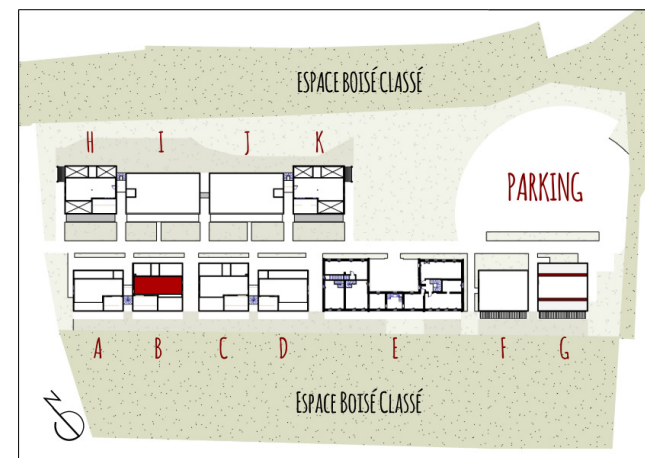 ESPACE BOISÉ CLASSÉ
H I J K
PARKING
A B C D E F G
N
ESPACE BOISÉ CLASSÉ